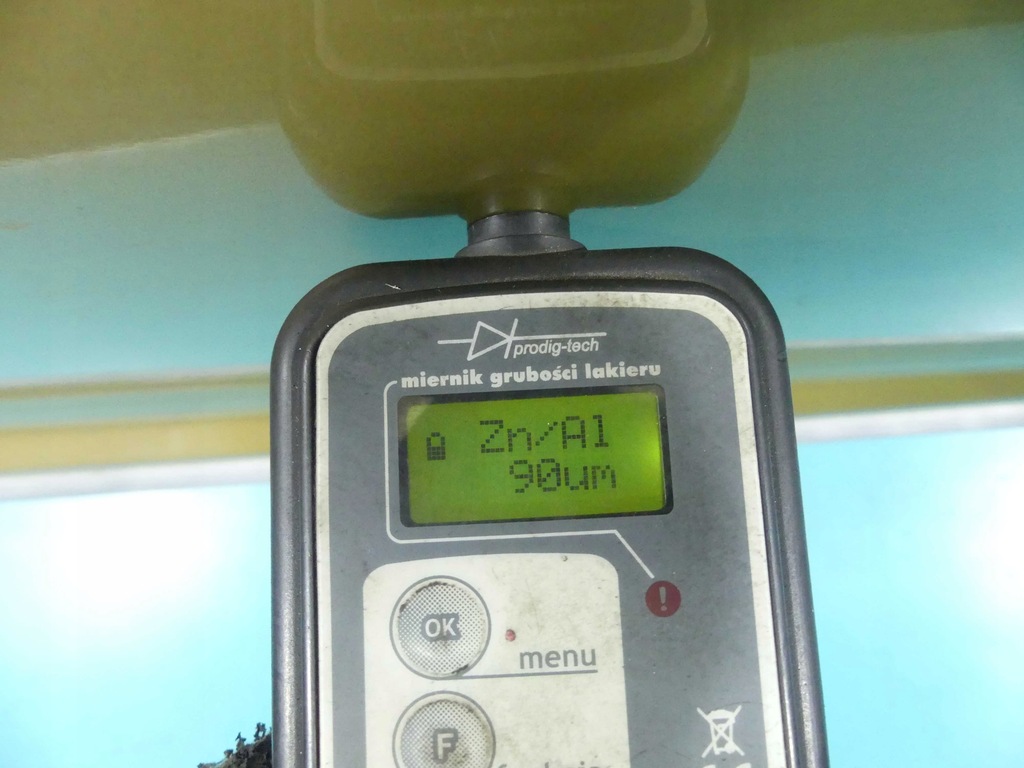 prodig-tech
miernik grubości lakieru
Zn/Al
90um
!
OK
menu
F